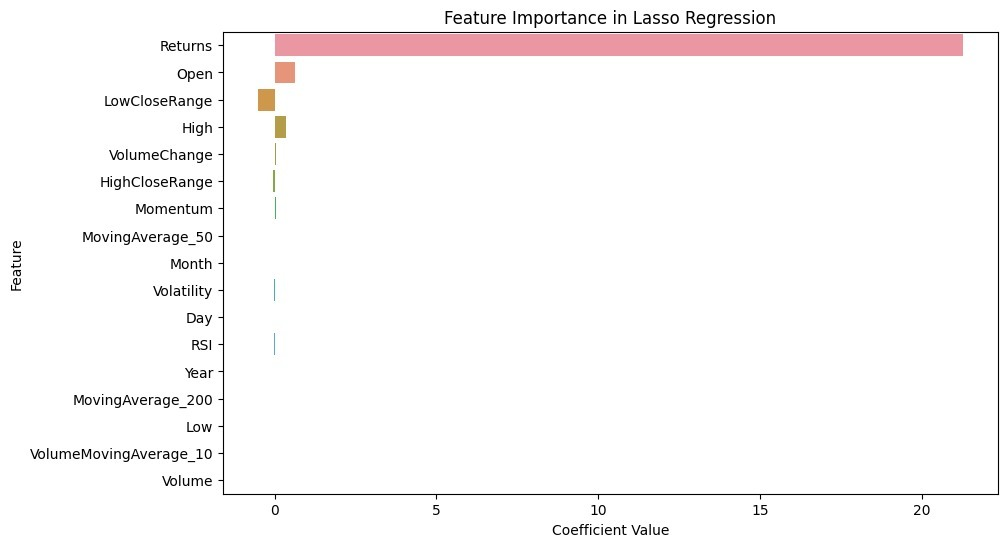 Feature Importance in Lasso Regression
Returns
Open
LowCloseRange
High
VolumeChange
HighCloseRange
Momentum
MovingAverage_50
Month
Volatility
Day
RSI
Year
MovingAverage_200
Low
VolumeMovingAverage_10
Volume
Feature
0 5 10 15 20
Coefficient Value